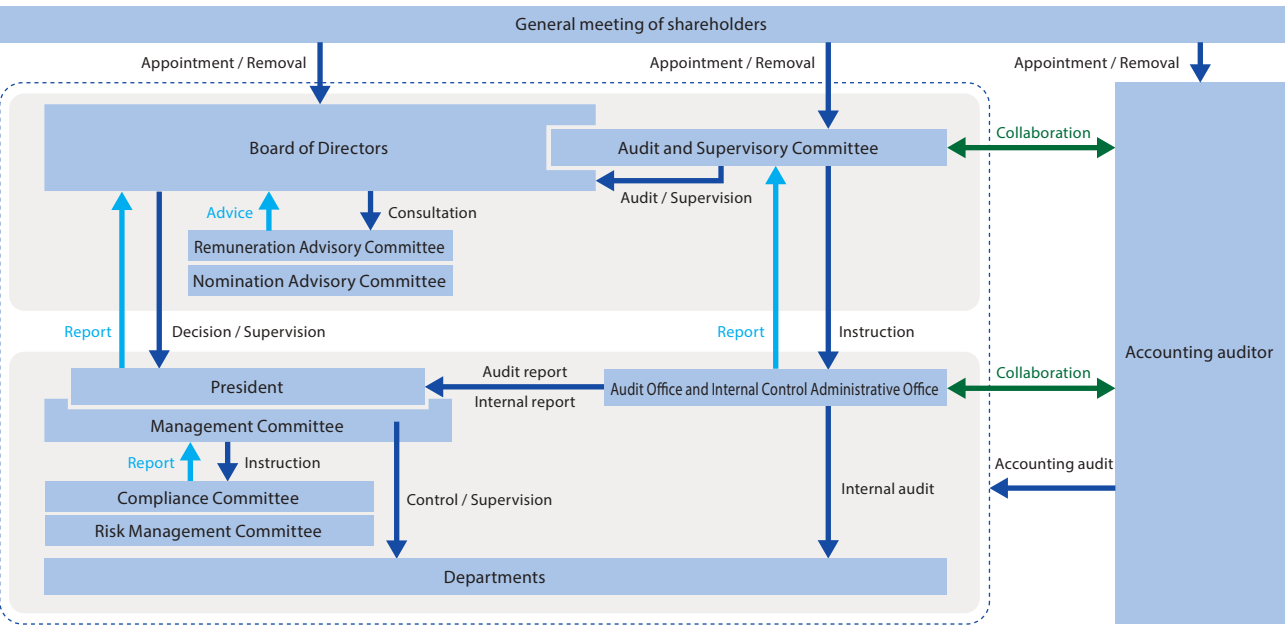 General meeting of shareholders
Appointment / Removal
Appointment / Removal
Appointment / Removal
Board of Directors
Audit and Supervisory Committee
Collaboration
Audit / Supervision
Advice
Consultation
Remuneration Advisory Committee
Nomination Advisory Committee
Report
Decision / Supervision
Report
Instruction
Accounting auditor
President
Audit report
Internal report
Audit Office and Internal Control Administrative Office
Collaboration
Management Committee
Report
Instruction
Accounting audit
Compliance Committee
Control / Supervision
Internal audit
Risk Management Committee
Departments